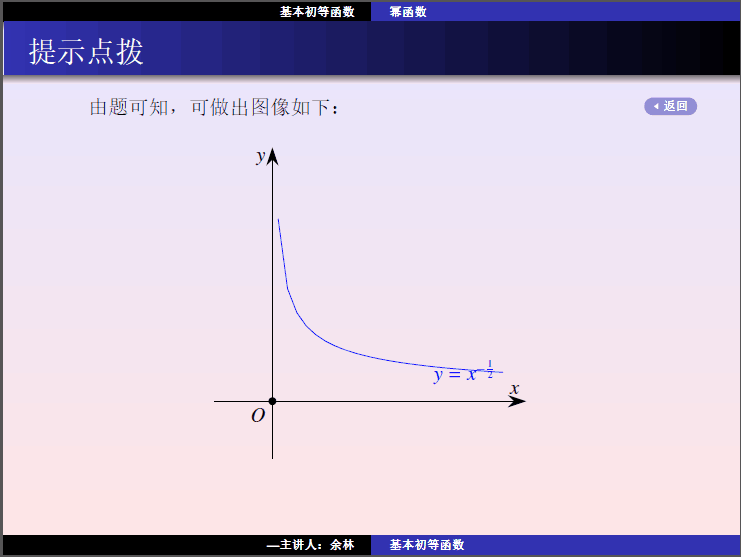 基本初等函数 幂函数
提示点拨
由题可知，可做出图像如下：
返回
y
y = x^{-\frac{1}{2}}
x
O
—主讲人：余林 基本初等函数